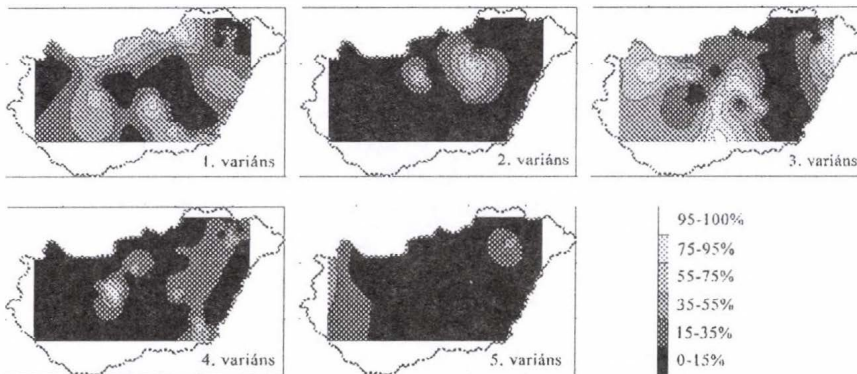 1. variáns
2. variáns
3. variáns
4. variáns
5. variáns
95-100%
75-95%
55-75%
35-55%
15-35%
0-15%